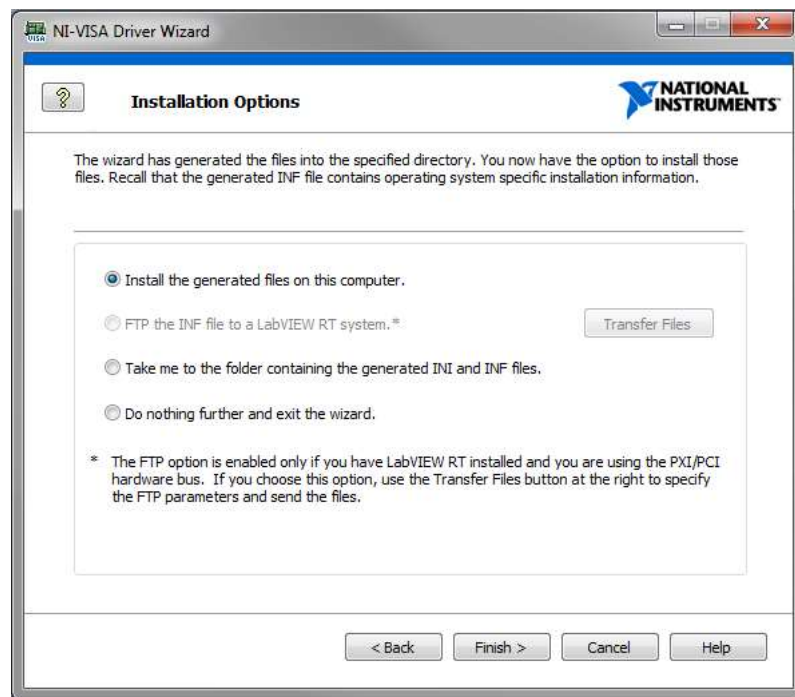 NI-VISA Driver Wizard
Installation Options
NATIONAL
INSTRUMENTS™
The wizard has generated the files into the specified directory. You now have the option to install those
files. Recall that the generated INF file contains operating system specific installation information.
Install the generated files on this computer.
FTP the INF file to a LabVIEW RT system.*
Transfer Files
Take me to the folder containing the generated INI and INF files.
Do nothing further and exit the wizard.
* The FTP option is enabled only if you have LabVIEW RT installed and you are using the PXI/PCI
hardware bus. If you choose this option, use the Transfer Files button at the right to specify
the FTP parameters and send the files.
< Back
Finish >
Cancel
Help